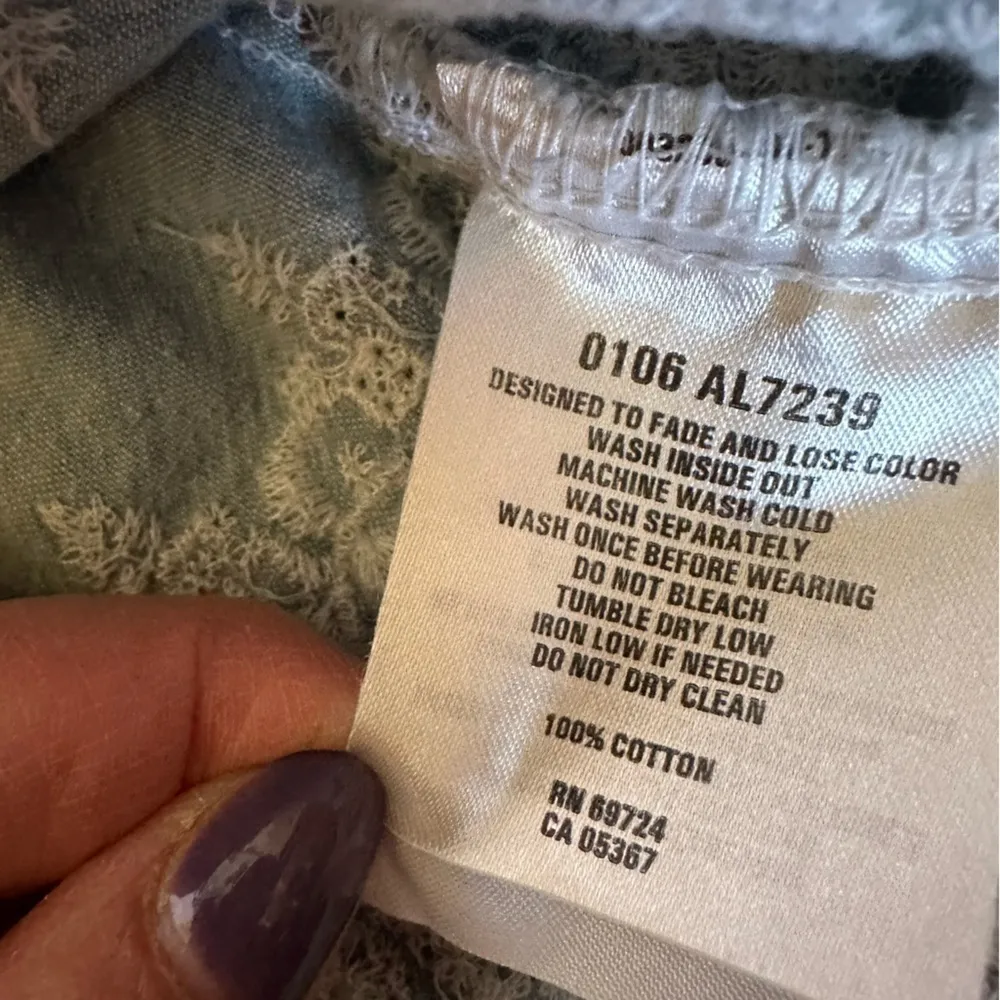 0106 AL7239
DESIGNED TO FADE AND LOSE COLOR
WASH INSIDE OUT
MACHINE WASH COLD
WASH SEPARATELY
WASH ONCE BEFORE WEARING
DO NOT BLEACH
TUMBLE DRY LOW
IRON LOW IF NEEDED
DO NOT DRY CLEAN
100% COTTON
RN 69724
CA 05367